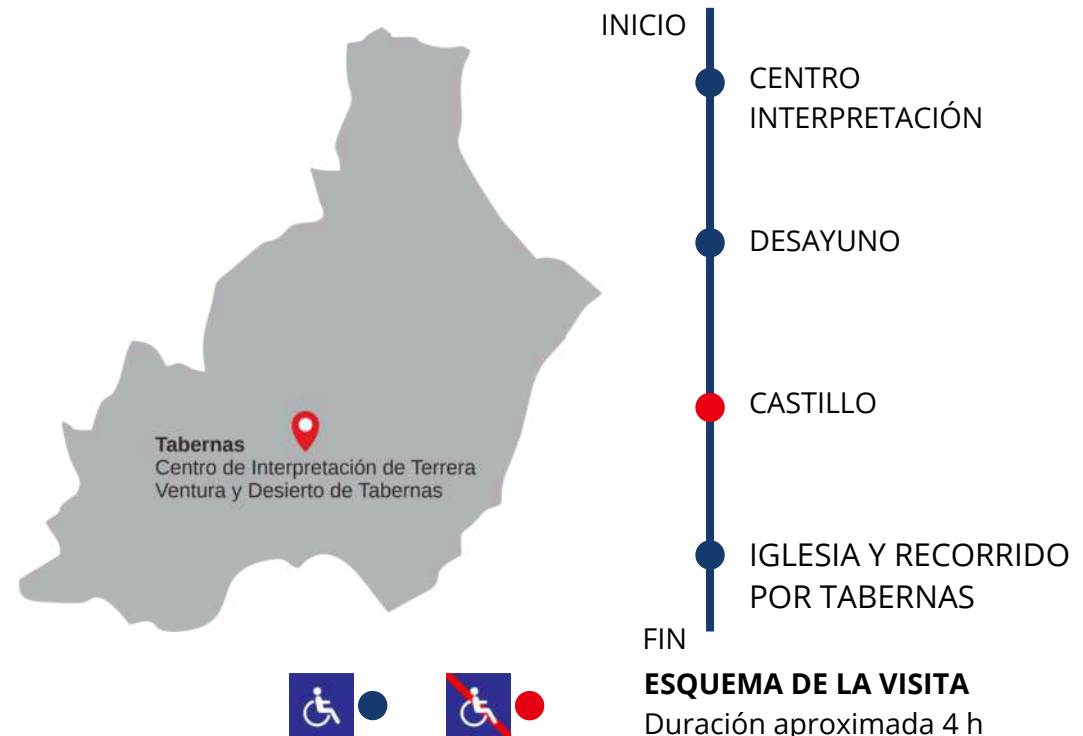 INICIO
CENTRO
INTERPRETACIÓN
DESAYUNO
CASTILLO
Tabernas
Centro de Interpretación de Terrera
Ventura y Desierto de Tabernas
IGLESIA Y RECORRIDO
POR TABERNAS
FIN
ESQUEMA DE LA VISITA
Duración aproximada 4 h